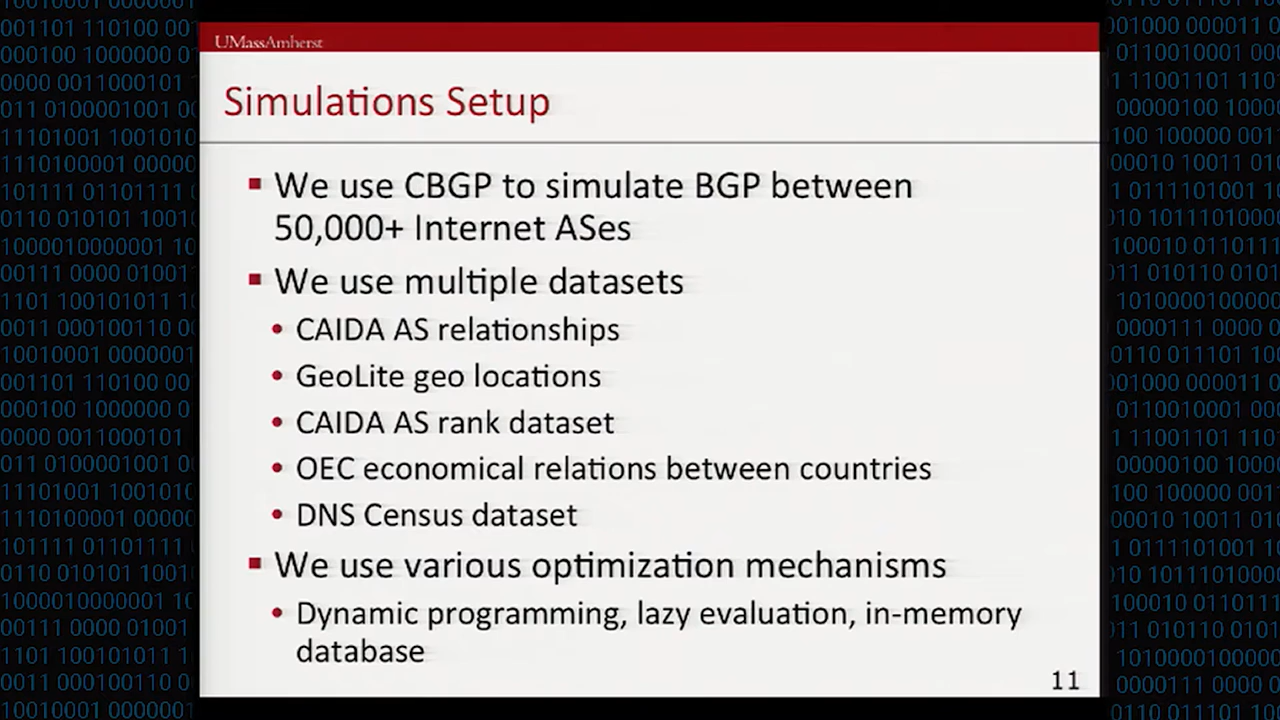 UMassAmherst
Simulations Setup
We use CBGP to simulate BGP between
50,000+ Internet ASes
We use multiple datasets
CAIDA AS relationships
GeoLite geo locations
CAIDA AS rank dataset
OEC economical relations between countries
DNS Census dataset
We use various optimization mechanisms
Dynamic programming, lazy evaluation, in-memory
database
11